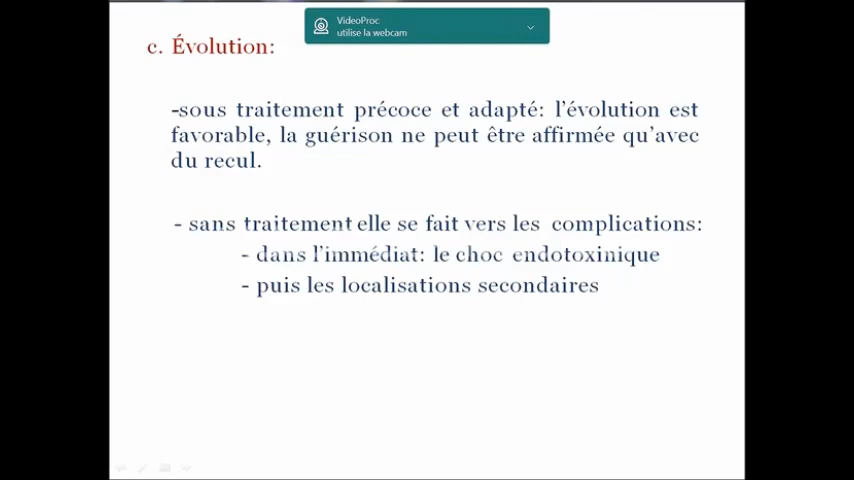 VideoProc
utilise la webcam
c. Évolution:
-sous traitement précoce et adapté: l'évolution est
favorable, la guérison ne peut être affirmée qu'avec
du recul.
- sans traitement elle se fait vers les complications:
- dans l'immédiat: le choc endotoxinique
- puis les localisations secondaires